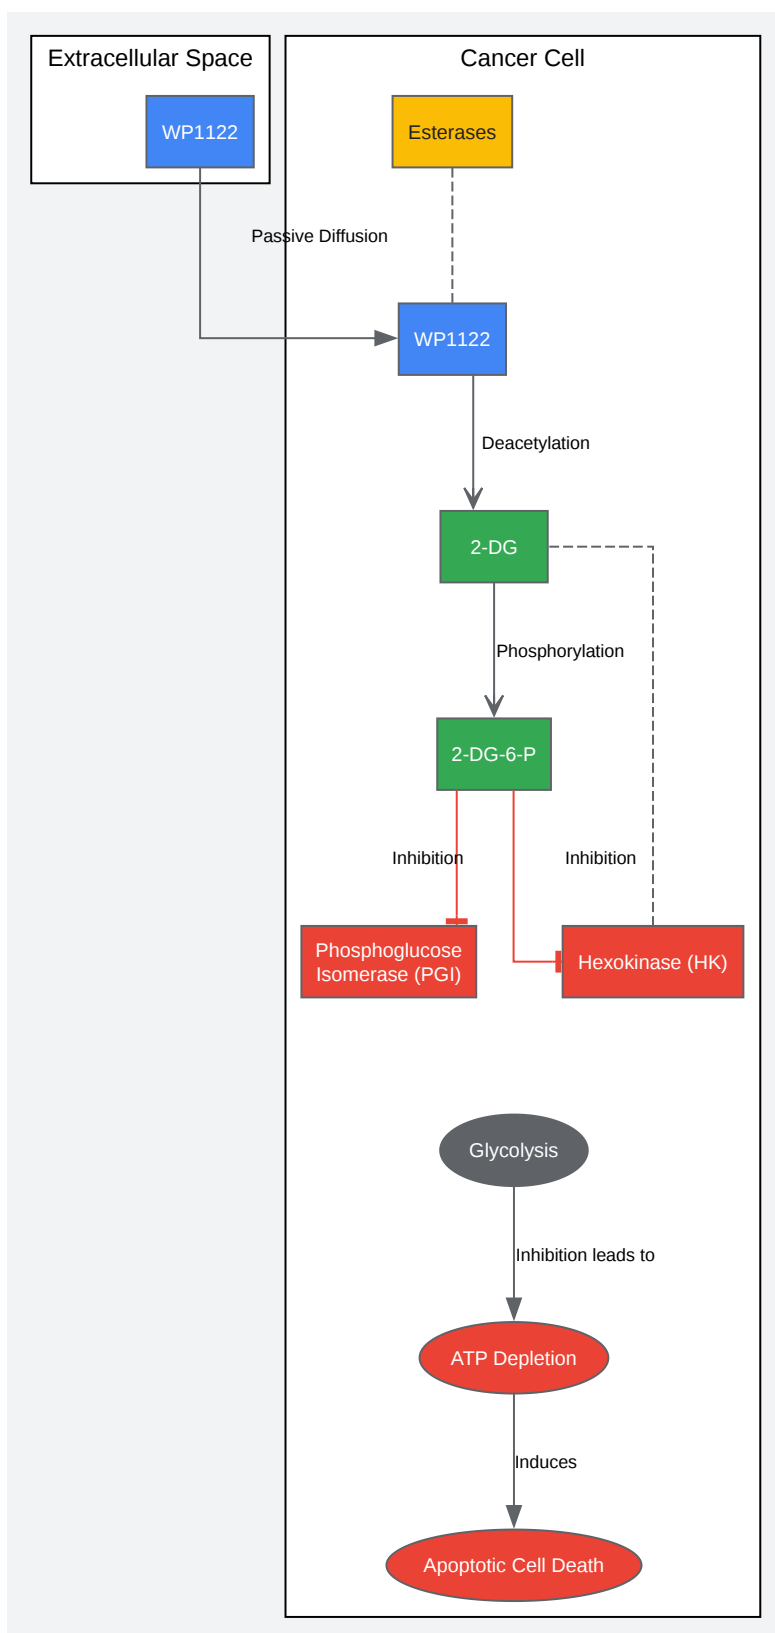 Extracellular Space
Cancer Cell
WP1122
Esterases
Passive Diffusion
WP1122
Deacetylation
2-DG
Phosphorylation
2-DG-6-P
Inhibition
Inhibition
Phosphoglucose
Isomerase (PGI)
Hexokinase (HK)
Glycolysis
Inhibition leads to
ATP Depletion
Induces
Apoptotic Cell Death